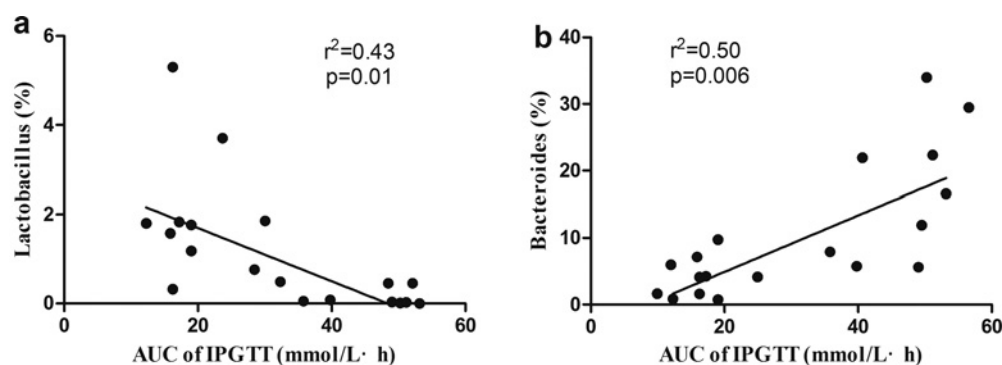 a
r²=0.43
p=0.01
Lactobacillus (%)
6
4
2
0
0 20 40 60
AUC of IPGTT (mmol/L· h)
b
r²=0.50
p=0.006
Bacteroides (%)
40
30
20
10
0
0 20 40 60
AUC of IPGTT (mmol/L· h)